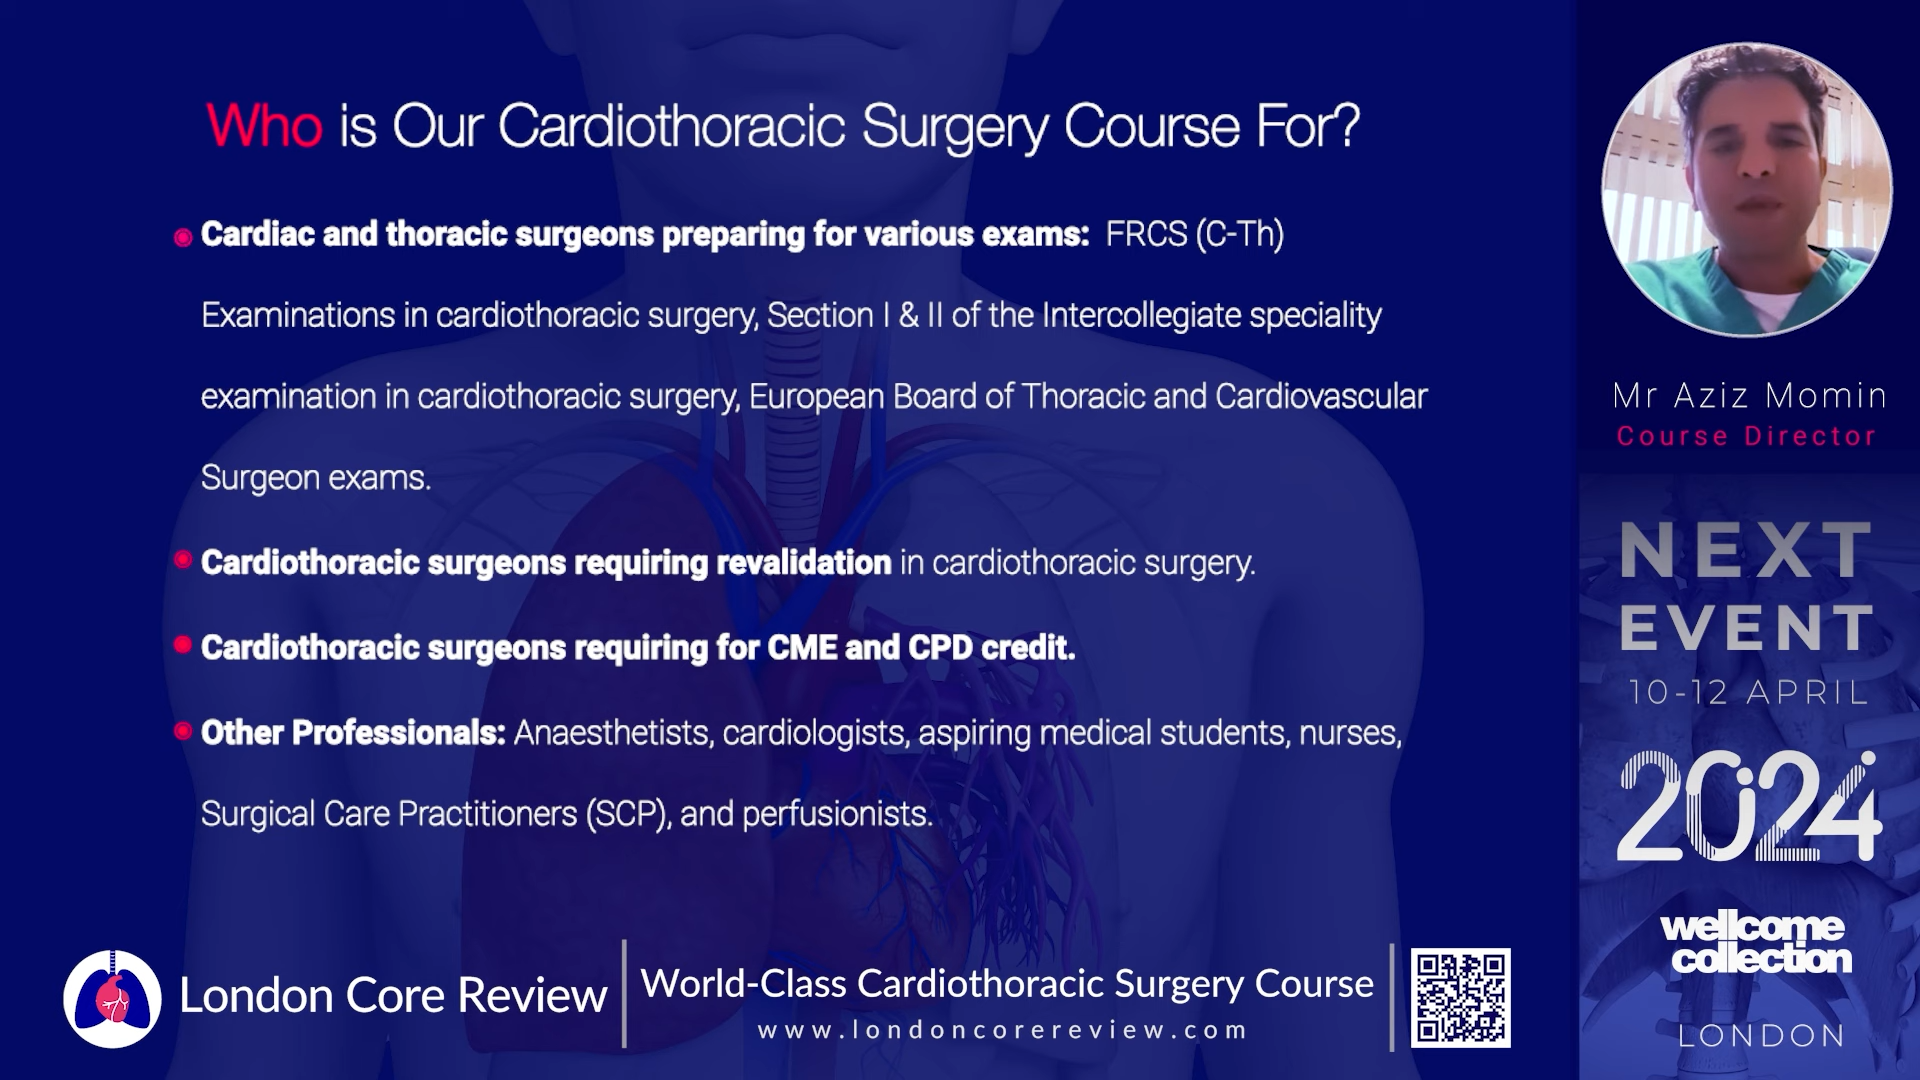 Who is Our Cardiothoracic Surgery Course For?
Cardiac and thoracic surgeons preparing for various exams: FRCS (C-Th)
Examinations in cardiothoracic surgery, Section I & II of the Intercollegiate speciality
examination in cardiothoracic surgery, European Board of Thoracic and Cardiovascular
Surgeon exams.
Cardiothoracic surgeons requiring revalidation in cardiothoracic surgery.
Cardiothoracic surgeons requiring for CME and CPD credit.
Other Professionals: Anaesthetists, cardiologists, aspiring medical students, nurses,
Surgical Care Practitioners (SCP), and perfusionists.
London Core Review
World-Class Cardiothoracic Surgery Course
www.londoncorereview.com
Mr Aziz Momin
Course Director
NEXT
EVENT
10-12 APRIL
2024
wellcome
collection
LONDON